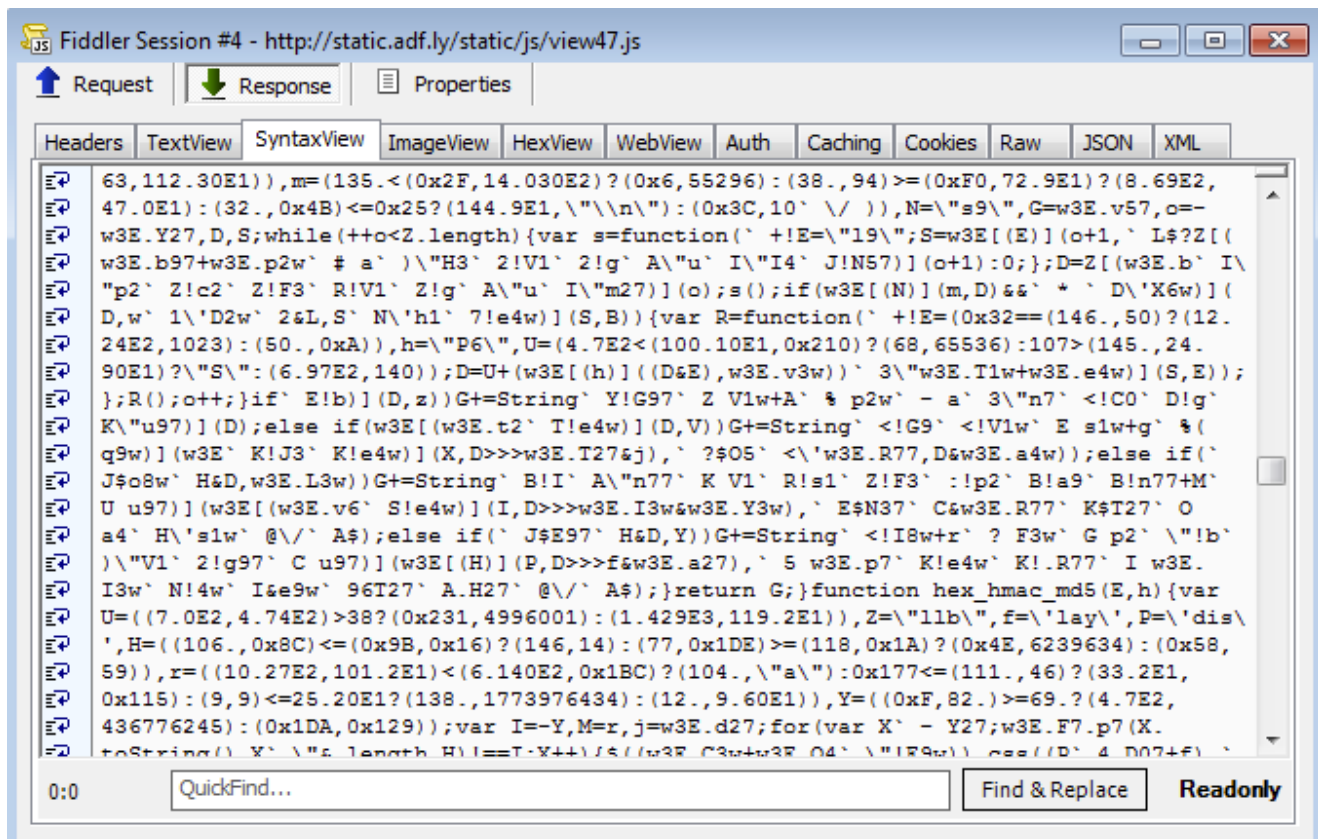 Fiddler Session #4 - http://static.adf.ly/static/js/view47.js
Request Response Properties
Headers TextView SyntaxView ImageView HexView WebView Auth Caching Cookies Raw JSON XML
63,112.30E1)),m=(135.<(0x2F,14.030E2)?(0x6,55296):(38.,94)>=(0xF0,72.9E1)?(8.69E2,
47.0E1):(32.,0x4B)<=0x25?(144.9E1,\"\\n\"):(0x3C,10` \/ )),N=\"s9\",G=w3E.v57,o=-
w3E.Y27,D,S;while(++o<Z.length){var s=function(` +!E=\"l9\";S=w3E[(E)](o+1,` L$?Z[(
w3E.b97+w3E.p2w` # a` )\"H3` 2!V1` 2!g` A\"u` I\"I4` J!N57)](o+1):0;};D=Z[(w3E.b` I\
"p2` Z!c2` Z!F3` R!V1` Z!g` A\"u` I\"m27)](o);s();if(w3E[(N)](m,D)&&` * ` D\'X6w)](
D,w` 1\'D2w` 2&L,S` N\'h1` 7!e4w)](S,B)){var R=function(` +!E=(0x32==(146.,50)?(12.
24E2,1023):(50.,0xA)),h=\"P6\",U=(4.7E2<(100.10E1,0x210)?(68,65536):107>(145.,24.
90E1)?\"S\":(6.97E2,140));D=U+(w3E[(h)]((D&E),w3E.v3w))` 3\"w3E.T1w+w3E.e4w)](S,E));
};R();o++;}if` E!b)](D,z))G+=String` Y!G97` Z V1w+A` % p2w` - a` 3\"n7` <!C0` D!g`
K\"u97)](D);else if(w3E[(w3E.t2` T!e4w)](D,V))G+=String` <!G9` <!V1w` E s1w+g` %(
q9w)](w3E` K!J3` K!e4w)](X,D>>>w3E.T27&j),` ?$O5` <\'w3E.R77,D&w3E.a4w));else if(`
J$o8w` H&D,w3E.L3w))G+=String` B!I` A\"n77` K V1` R!s1` Z!F3` :!p2` B!a9` B!n77+M`
U u97)](w3E[(w3E.v6` S!e4w)](I,D>>>w3E.I3w&w3E.Y3w),` E$N37` C&w3E.R77` K$T27` O
a4` H\'s1w` @\/` A$);else if(` J$E97` H&D,Y))G+=String` <!I8w+r` ? F3w` G p2` \"!b`
)\"V1` 2!g97` C u97)](w3E[(H)](P,D>>>f&w3E.a27),` 5 w3E.p7` K!e4w` K!.R77` I w3E.
I3w` N!4w` I&e9w` 96T27` A.H27` @\/` A$);}return G;}function hex_hmac_md5(E,h){var
U=((7.0E2,4.74E2)>38?(0x231,4996001):(1.429E3,119.2E1)),Z=\"llb\",f=\'lay\',P=\'dis\
',H=((106.,0x8C)<=(0x9B,0x16)?(146,14):(77,0x1DE)>=(118,0x1A)?(0x4E,6239634):(0x58,
59)),r=((10.27E2,101.2E1)<(6.140E2,0x1BC)?(104.,\"a\"):0x177<=(111.,46)?(33.2E1,
0x115):(9,9)<=25.20E1?(138.,1773976434):(12.,9.60E1)),Y=((0xF,82.)>=69.?(4.7E2,
436776245):(0x1DA,0x129));var I=-Y,M=r,j=w3E.d27;for(var X` - Y27;w3E.F7.p7(X.
0:0 QuickFind... Find & Replace Readonly